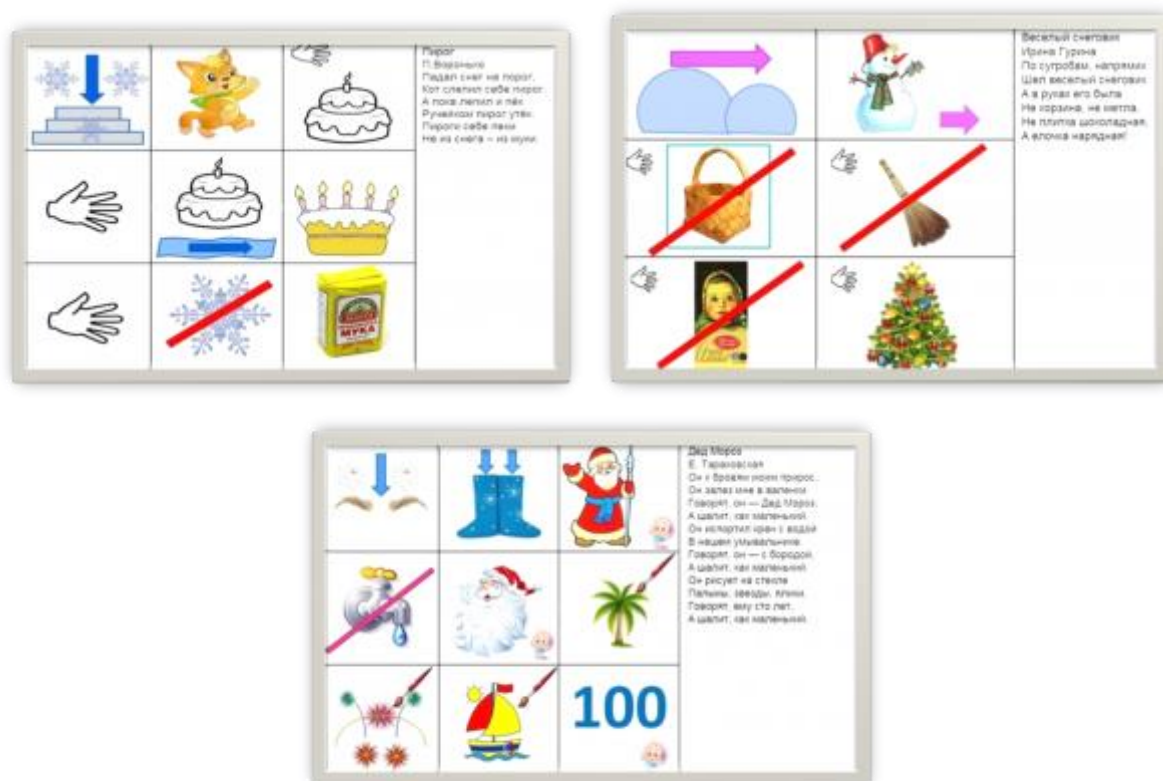 Пирог
П.Воронько
Падал снег на порог.
Кот слепил себе пирог.
А пока лепил и пёк
Ручейком пирог утёк.
Пироги себе пеки
Не из снега – из муки.
МУКА
Веселый снеговик
Ирина Гурина
По сугробам, напрямик
Шел веселый снеговик.
А в руках его была
Не корзина, не метла,
Не плитка шоколадная,
А елочка нарядная!
Дед Мороз
Е. Тараховская
Он к бровям моим прирос.
Он залез мне в валенки.
Говорят, он — Дед Мороз,
А шалит, как маленький.
Он испортил кран с водой
В нашем умывальнике.
Говорят, он — с бородой,
А шалит, как маленький.
Он рисует на стекле
Пальмы, звезды, ялики.
Говорят, ему сто лет,
А шалит, как маленький.
100